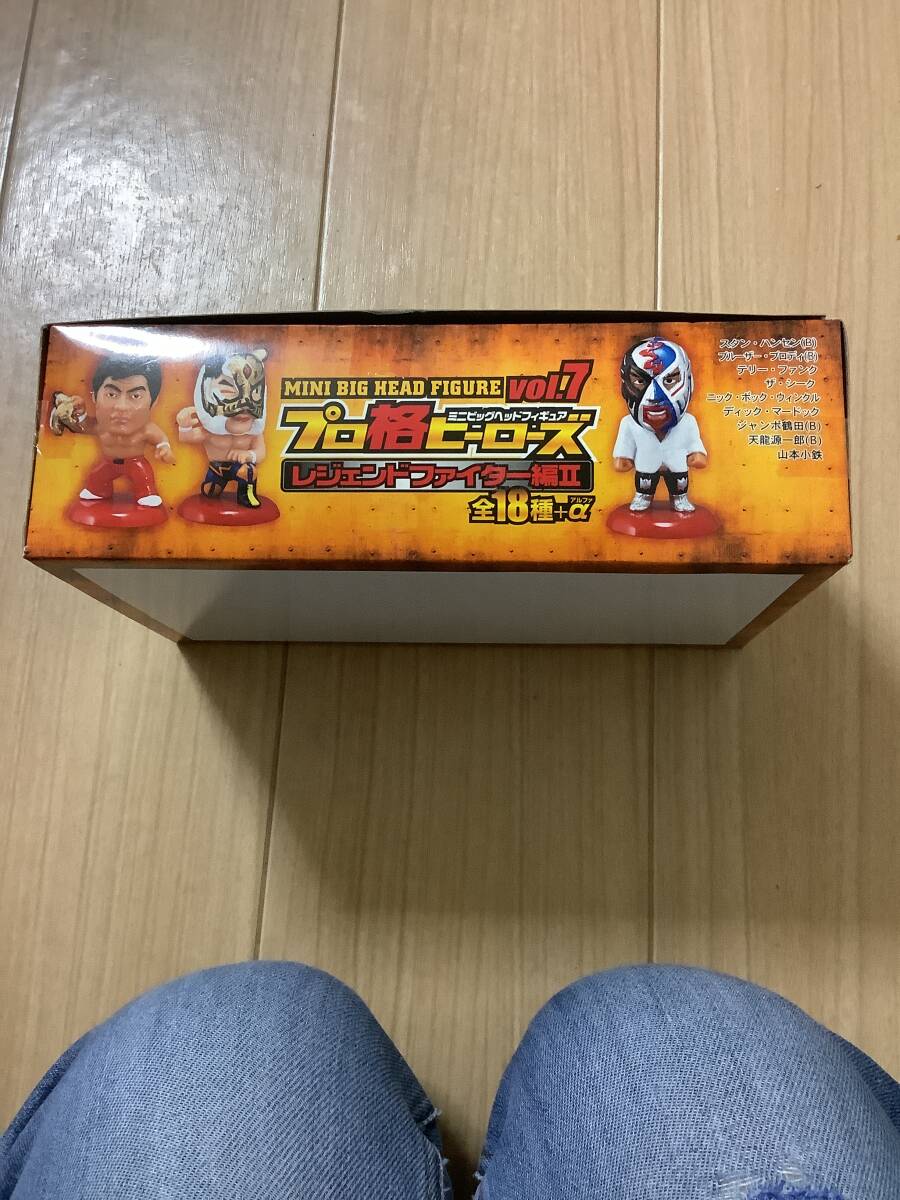 MINI BIG HEAD FIGURE vol.7
ミニビッグヘッドフィギュア
プロ格ヒーローズ
レジェンドファイター編II
アルファ
全18種+α
スタン・ハンセン(B)
ブルーザー・ブロディ(B)
テリー・ファンク
ザ・シーク
ニック・ボック・ウィンクル
ディック・マードック
ジャンボ鶴田(B)
天龍源一郎(B)
山本小鉄